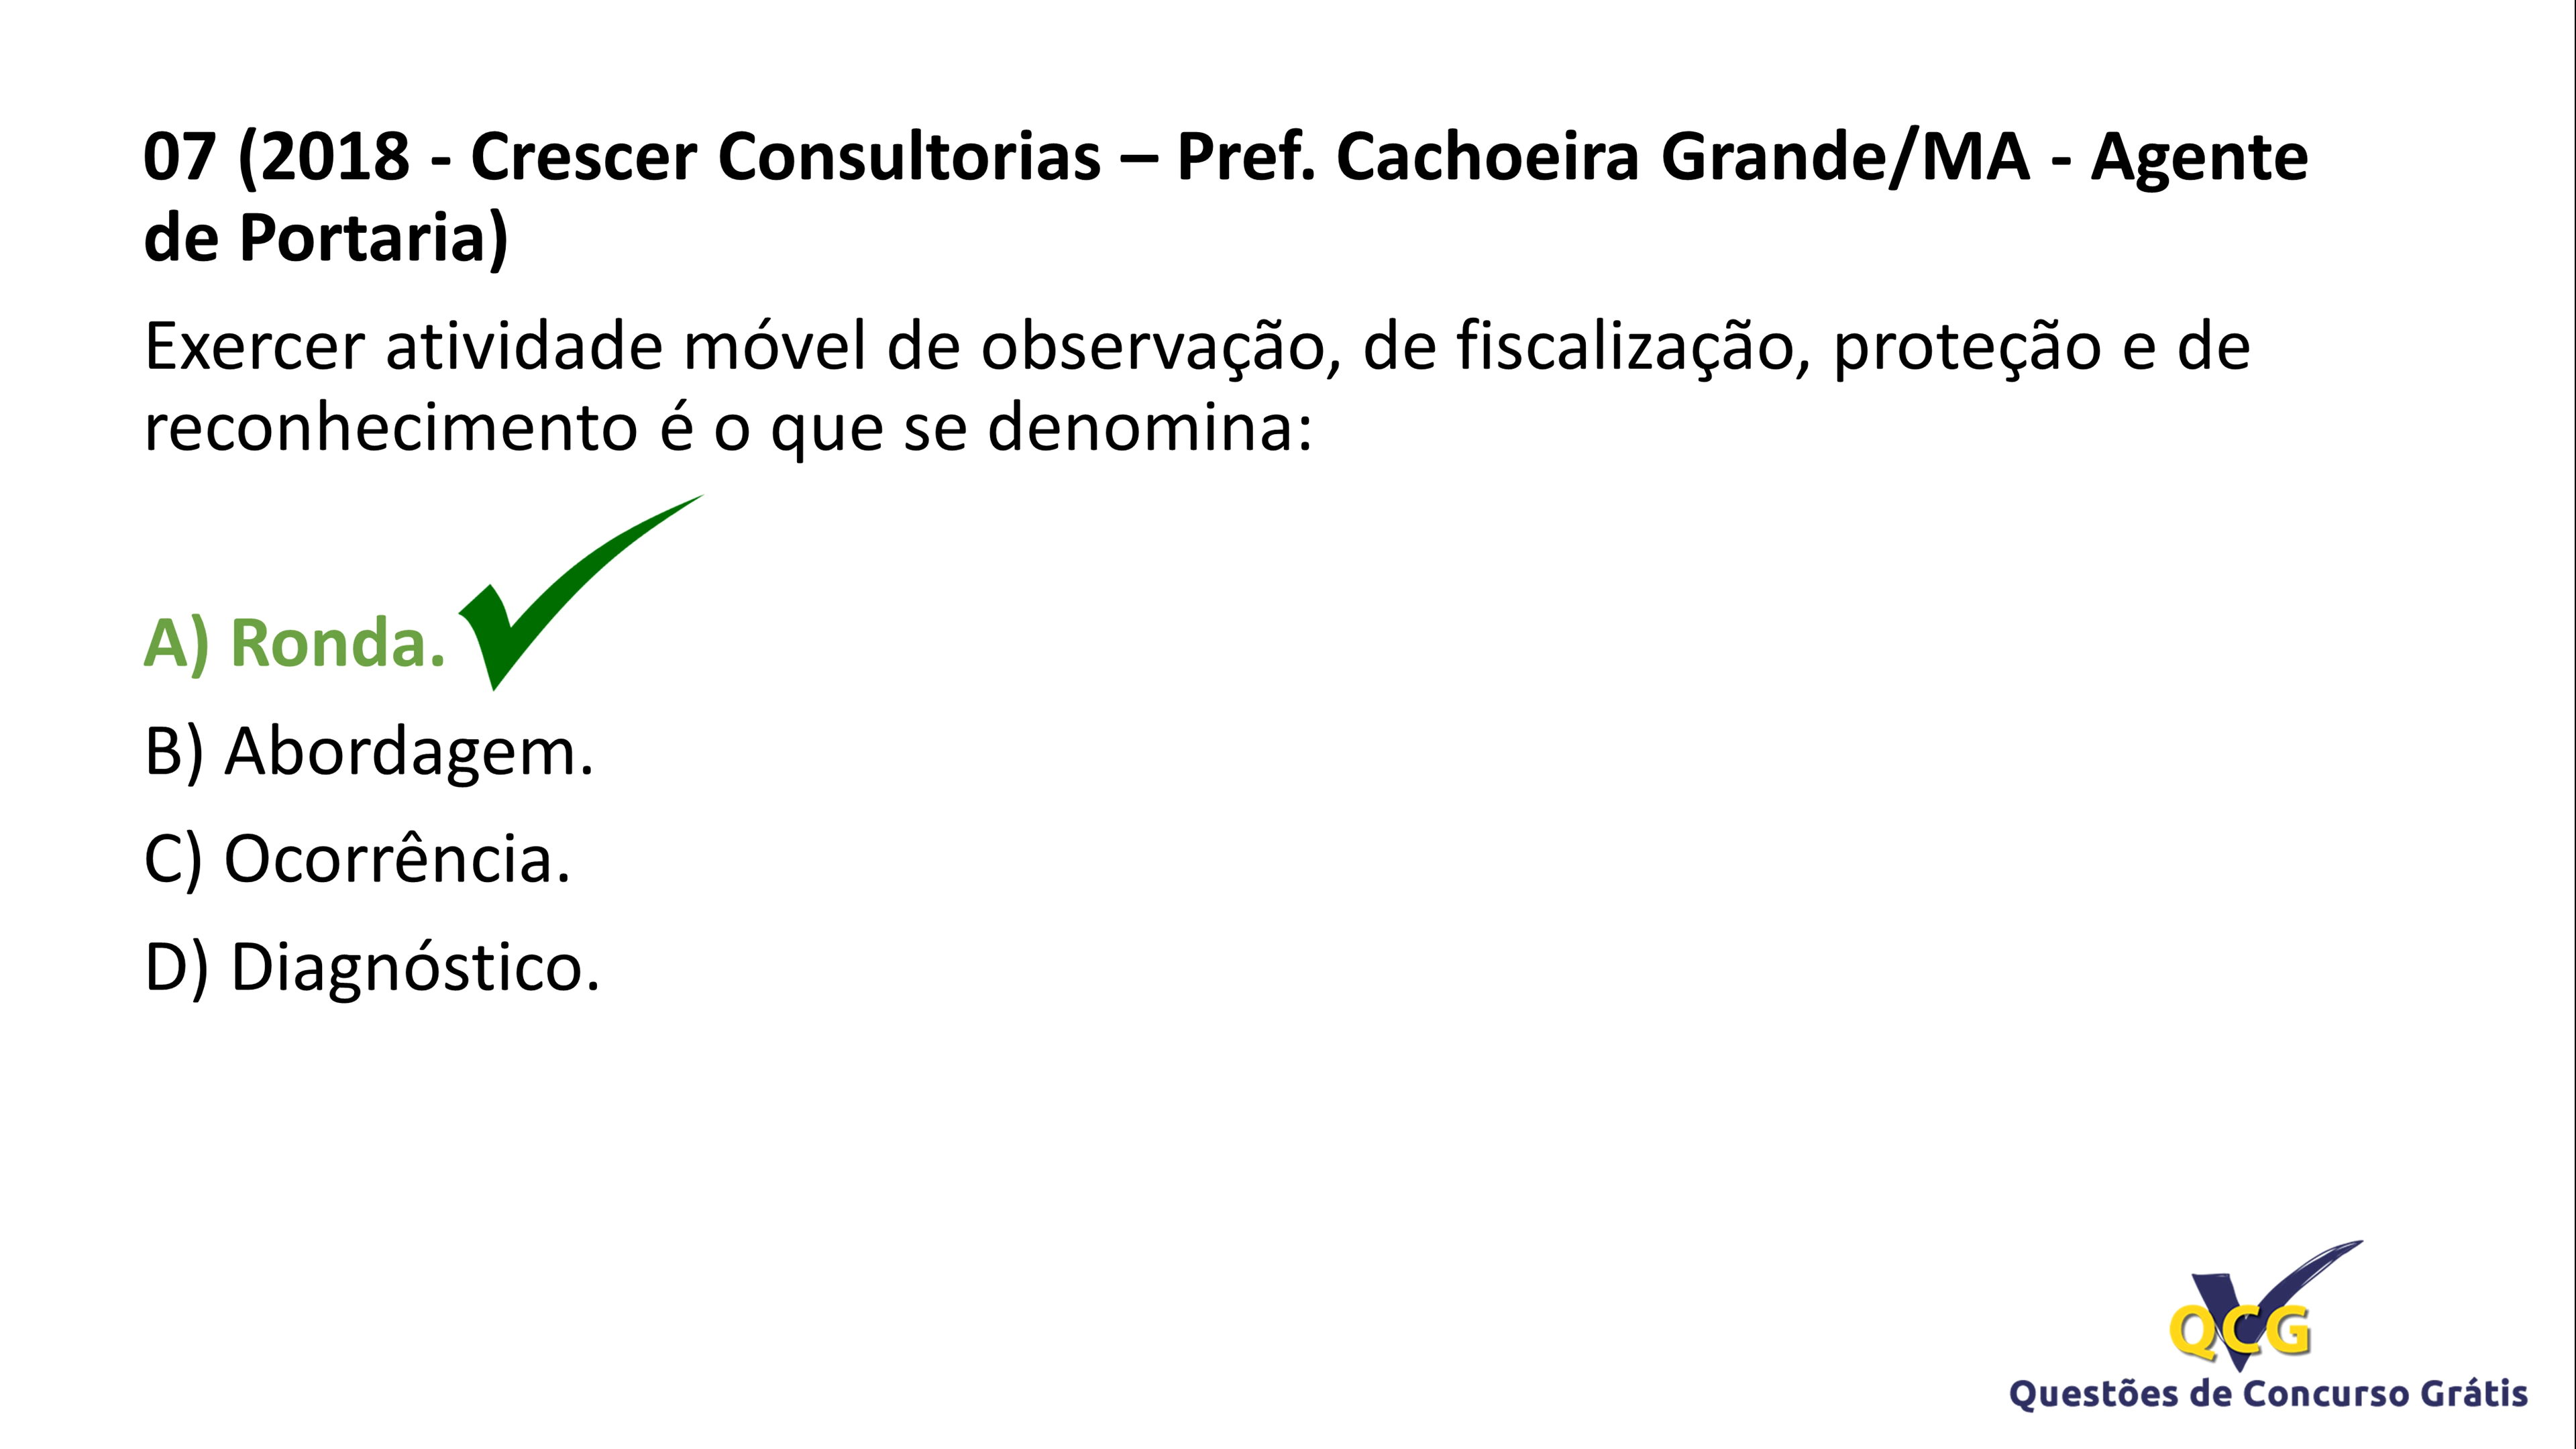 07 (2018 - Crescer Consultorias – Pref. Cachoeira Grande/MA - Agente
de Portaria)
Exercer atividade móvel de observação, de fiscalização, proteção e de
reconhecimento é o que se denomina:
A) Ronda.
B) Abordagem.
C) Ocorrência.
D) Diagnóstico.
QCG
Questões de Concurso Grátis